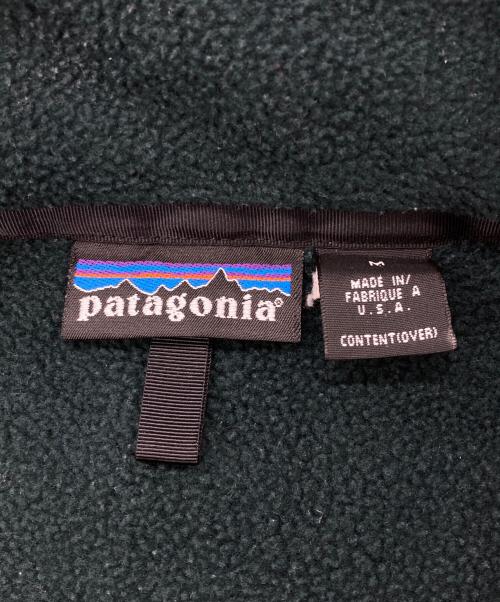 patagonia®
M
MADE IN/
FABRIQUE A
U.S.A.
CONTENT(OVER)